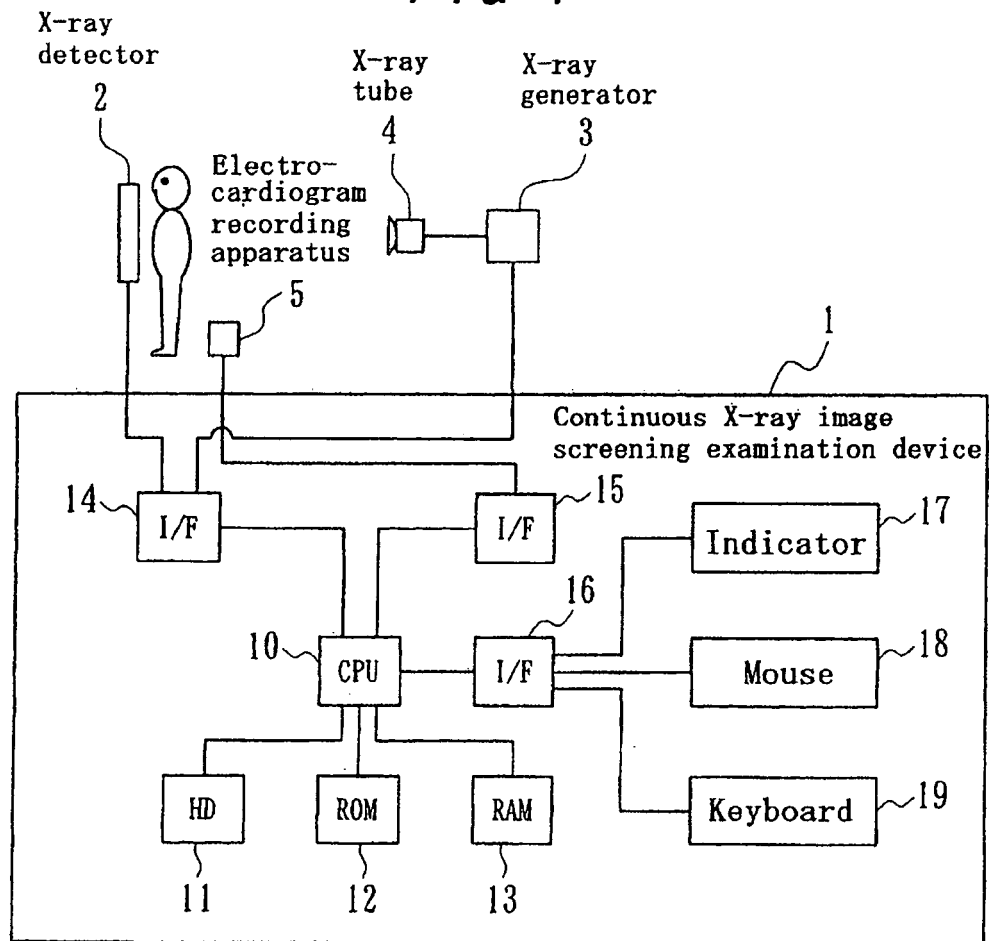 X-ray
detector
2
X-ray
tube
4
X-ray
generator
3
Electro-
cardiogram
recording
apparatus
5
1
Continuous X-ray image
screening examination device
14
I/F
15
I/F
17
Indicator
16
10
CPU
I/F
18
Mouse
HD
ROM
RAM
19
Keyboard
11
12
13